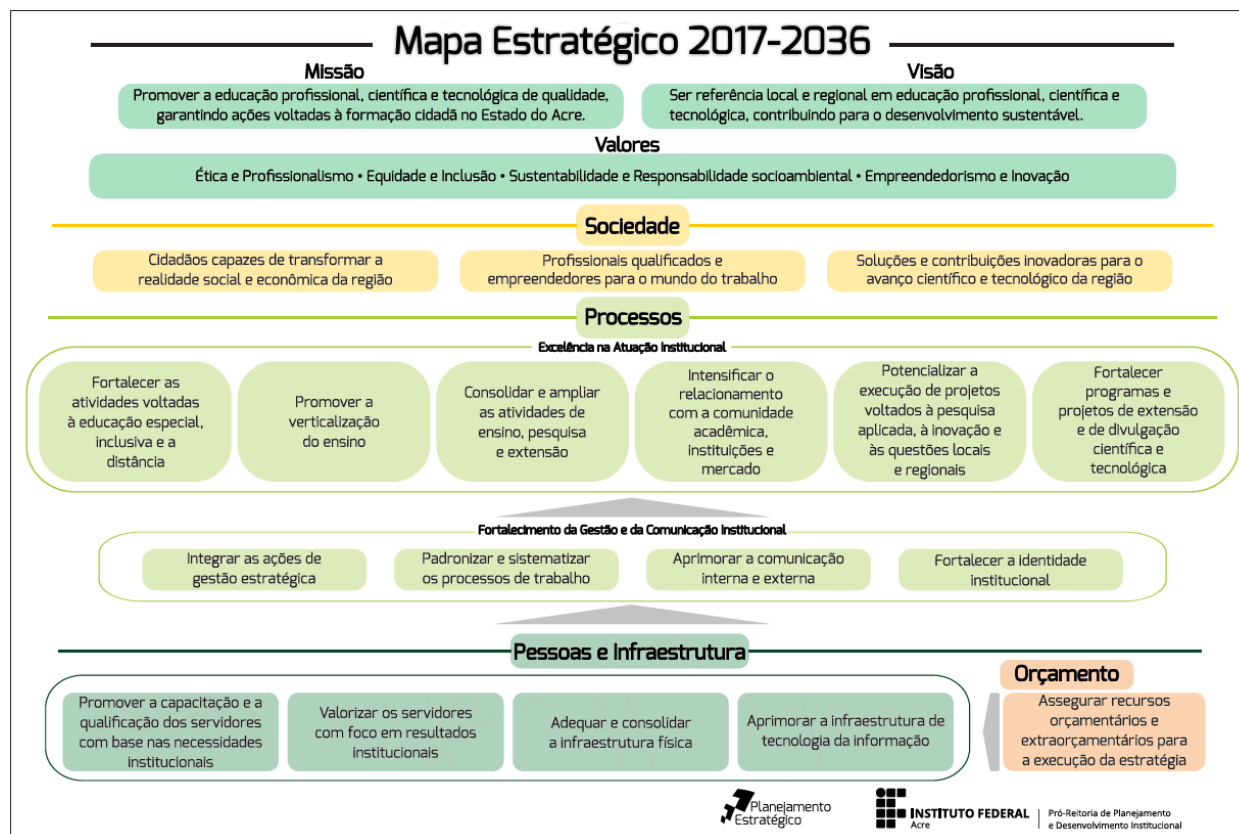 Mapa Estratégico 2017-2036
Missão
Promover a educação profissional, científica e tecnológica de qualidade,
garantindo ações voltadas à formação cidadã no Estado do Acre.
Visão
Ser referência local e regional em educação profissional, científica e
tecnológica, contribuindo para o desenvolvimento sustentável.
Valores
Ética e Profissionalismo • Equidade e Inclusão • Sustentabilidade e Responsabilidade socioambiental • Empreendedorismo e Inovação
Sociedade
Cidadãos capazes de transformar a
realidade social e econômica da região
Profissionais qualificados e
empreendedores para o mundo do trabalho
Soluções e contribuições inovadoras para o
avanço científico e tecnológico da região
Processos
Excelência na Atuação Institucional
Fortalecer as
atividades voltadas
à educação especial,
inclusiva e a
distância
Promover a
verticalização
do ensino
Consolidar e ampliar
as atividades de
ensino, pesquisa
e extensão
Intensificar o
relacionamento
com a comunidade
acadêmica,
instituições e
mercado
Potencializar a
execução de projetos
voltados à pesquisa
aplicada, à inovação e
às questões locais
e regionais
Fortalecer
programas e
projetos de extensão
e de divulgação
científica e
tecnológica
Fortalecimento da Gestão e da Comunicação Institucional
Integrar as ações de
gestão estratégica
Padronizar e sistematizar
os processos de trabalho
Aprimorar a comunicação
interna e externa
Fortalecer a identidade
institucional
Pessoas e Infraestrutura
Promover a capacitação e a
qualificação dos servidores
com base nas necessidades
institucionais
Valorizar os servidores
com foco em resultados
institucionais
Adequar e consolidar
a infraestrutura física
Aprimorar a infraestrutura de
tecnologia da informação
Orçamento
Assegurar recursos
orçamentários e
extraorçamentários para
a execução da estratégia
Planejamento
Estratégico
INSTITUTO FEDERAL
Acre
Pró-Reitoria de Planejamento
e Desenvolvimento Institucional